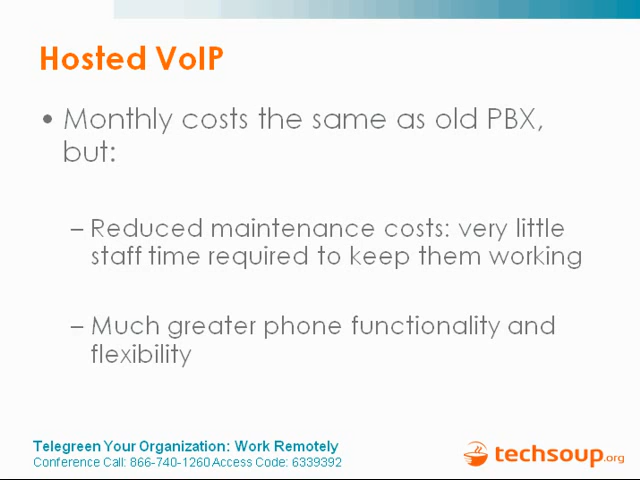 Hosted VoIP
• Monthly costs the same as old PBX,
but:
– Reduced maintenance costs: very little
staff time required to keep them working
– Much greater phone functionality and
flexibility
Telegreen Your Organization: Work Remotely
Conference Call: 866-740-1260 Access Code: 6339392
techsoup.org